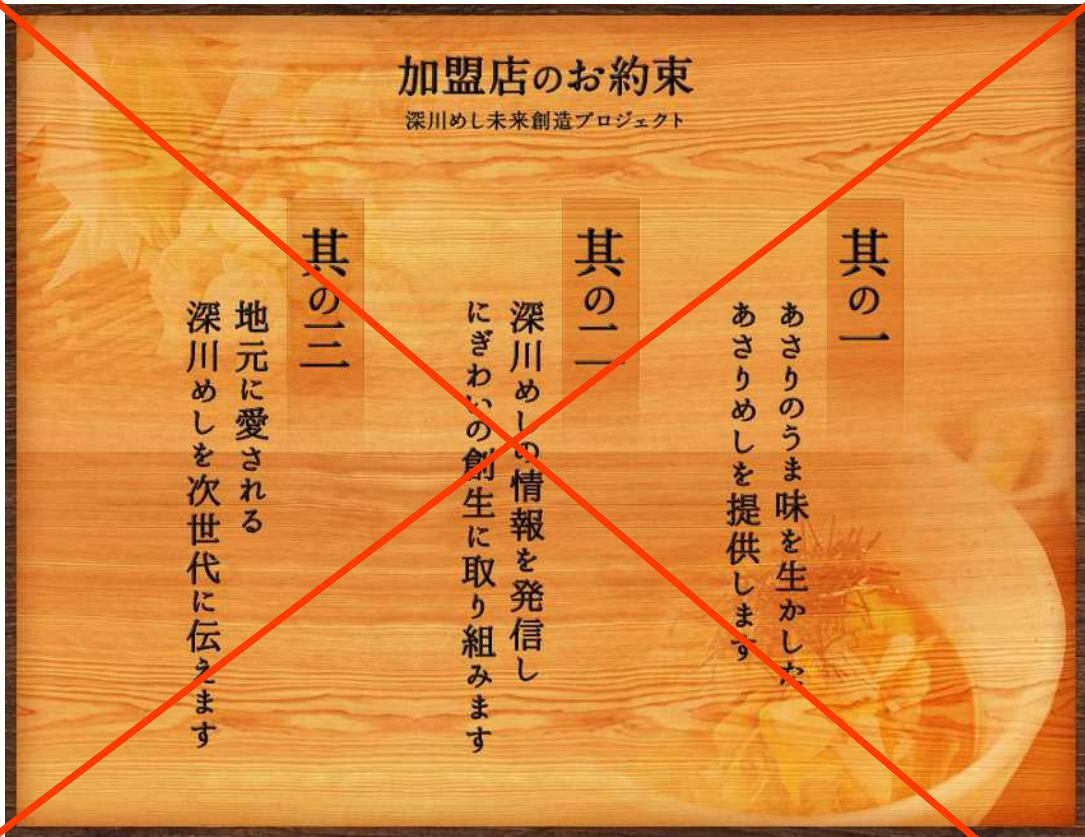 加盟店のお約束
深川めし未来創造プロジェクト
其の一
あさりのうま味を生かした
あさりめしを提供します
其の二
深川めしの情報を発信し
にぎわいの創生に取り組みます
其の三
地元に愛される
深川めしを次世代に伝えます